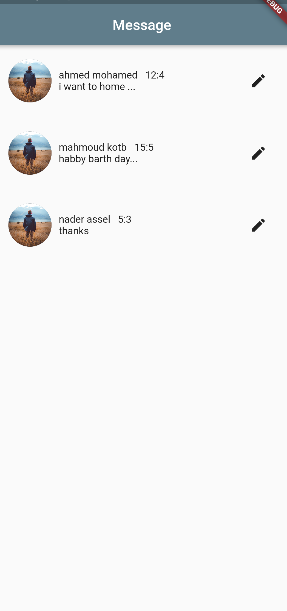 Message
ahmed mohamed 12:4
i want to home ...
mahmoud kotb 15:5
habby barth day...
nader assel 5:3
thanks